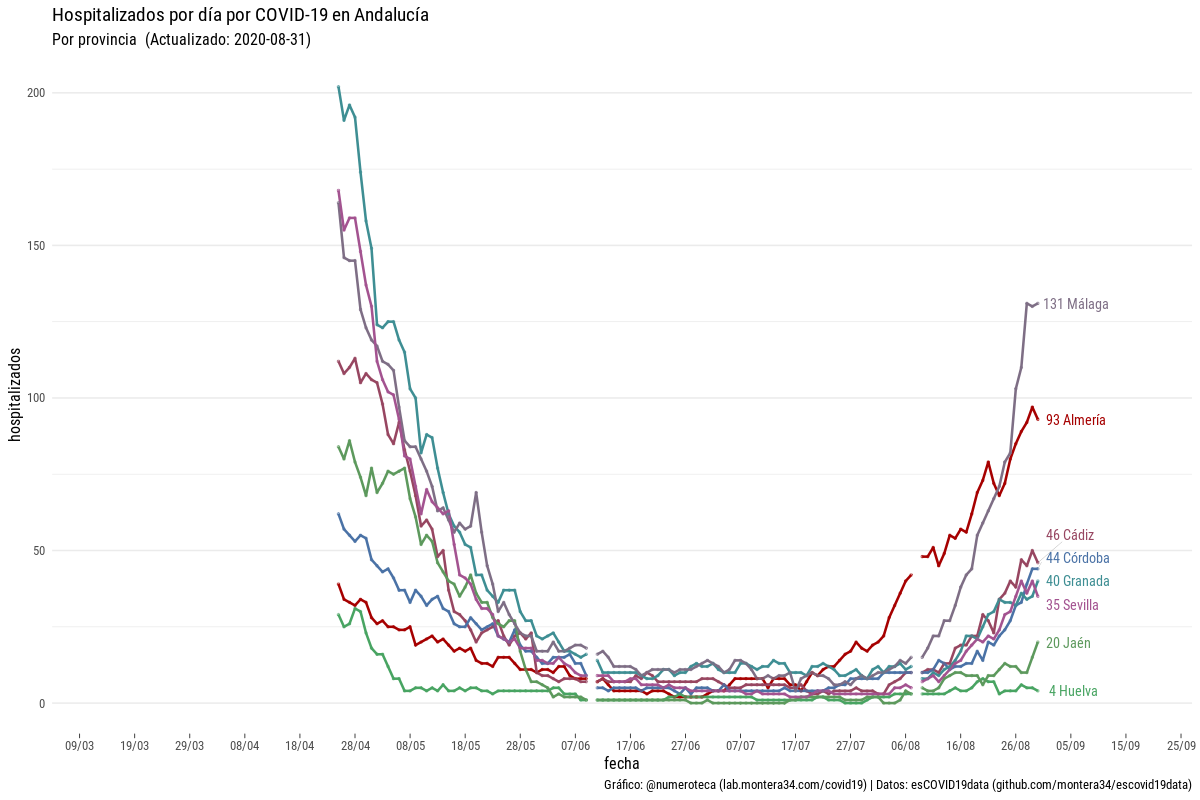 Hospitalizados por día por COVID-19 en Andalucía
Por provincia (Actualizado: 2020-08-31)
hospitalizados
200
150
100
50
0
131 Málaga
93 Almería
46 Cádiz
44 Córdoba
40 Granada
35 Sevilla
20 Jaén
4 Huelva
09/03 19/03 29/03 08/04 18/04 28/04 08/05 18/05 28/05 07/06 17/06 27/06 07/07 17/07 27/07 06/08 16/08 26/08 05/09 15/09 25/09
fecha
Gráfico: @numeroteca (lab.montera34.com/covid19) | Datos: esCOVID19data (github.com/montera34/escovid19data)